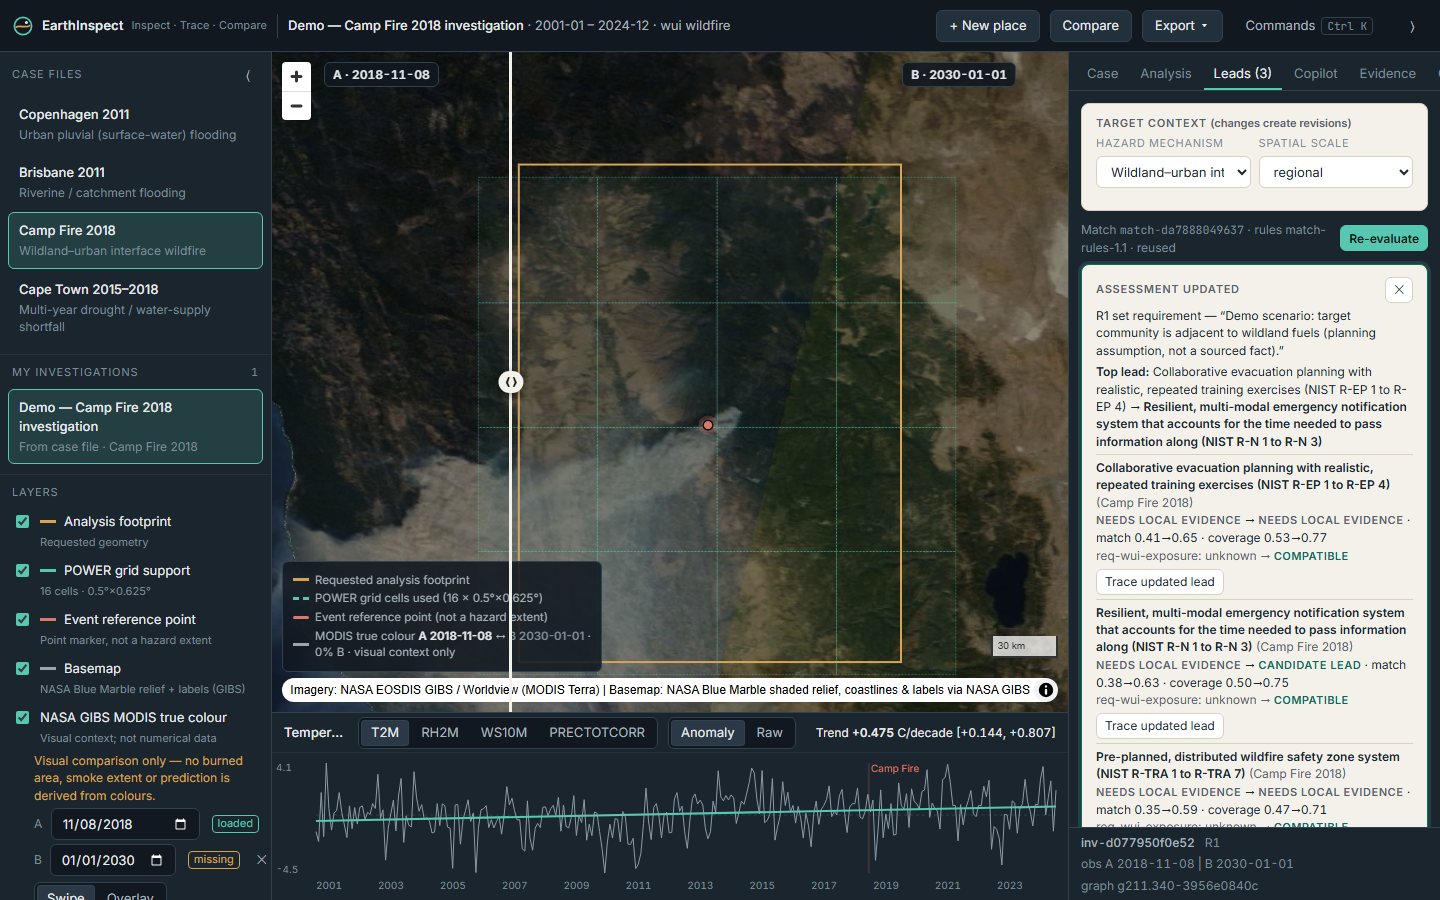 EarthInspect Inspect · Trace · Compare
Demo — Camp Fire 2018 investigation · 2001-01 – 2024-12 · wui wildfire
+ New place
Compare
Export
Commands Ctrl K
CASE FILES
Copenhagen 2011
Urban pluvial (surface-water) flooding
Brisbane 2011
Riverine / catchment flooding
Camp Fire 2018
Wildland–urban interface wildfire
Cape Town 2015–2018
Multi-year drought / water-supply
shortfall
MY INVESTIGATIONS 1
Demo — Camp Fire 2018
investigation
From case file · Camp Fire 2018
LAYERS
Analysis footprint
Requested geometry
POWER grid support
16 cells · 0.5°×0.625°
Event reference point
Point marker, not a hazard extent
Basemap
NASA Blue Marble relief + labels (GIBS)
NASA GIBS MODIS true colour
Visual context; not numerical data
Visual comparison only — no burned
area, smoke extent or prediction is
derived from colours.
A 11/08/2018 loaded
B 01/01/2030 missing ×
Swipe Overlay
+
−
A · 2018-11-08
B · 2030-01-01
Requested analysis footprint
POWER grid cells used (16 × 0.5°×0.625°)
Event reference point (not a hazard extent)
MODIS true colour A 2018-11-08 ↔ B 2030-01-01 ·
0% B · visual context only
30 km
Imagery: NASA EOSDIS GIBS / Worldview (MODIS Terra) | Basemap: NASA Blue Marble shaded relief, coastlines & labels via NASA GIBS
Temper... T2M RH2M WS10M PRECTOTCORR Anomaly Raw Trend +0.475 C/decade [+0.144, +0.807]
4.1
Camp Fire
-4.5
2001 2003 2005 2007 2009 2011 2013 2015 2017 2019 2021 2023
Case Analysis Leads (3) Copilot Evidence
TARGET CONTEXT (changes create revisions)
HAZARD MECHANISM SPATIAL SCALE
Wildland–urban int regional
Match match-da7888049637 · rules match-
rules-1.1 · reused
Re-evaluate
ASSESSMENT UPDATED
R1 set requirement — “Demo scenario: target
community is adjacent to wildland fuels (planning
assumption, not a sourced fact).”
Top lead: Collaborative evacuation planning with
realistic, repeated training exercises (NIST R-EP 1 to R-
EP 4) → Resilient, multi-modal emergency notification
system that accounts for the time needed to pass
information along (NIST R-N 1 to R-N 3)
Collaborative evacuation planning with realistic,
repeated training exercises (NIST R-EP 1 to R-EP 4)
(Camp Fire 2018)
NEEDS LOCAL EVIDENCE → NEEDS LOCAL EVIDENCE ·
match 0.41→0.65 · coverage 0.53→0.77
req-wui-exposure: unknown → COMPATIBLE
Trace updated lead
Resilient, multi-modal emergency notification system
that accounts for the time needed to pass information
along (NIST R-N 1 to R-N 3) (Camp Fire 2018)
NEEDS LOCAL EVIDENCE → CANDIDATE LEAD · match
0.38→0.63 · coverage 0.50→0.75
req-wui-exposure: unknown → COMPATIBLE
Trace updated lead
Pre-planned, distributed wildfire safety zone system
(NIST R-TRA 1 to R-TRA 7) (Camp Fire 2018)
NEEDS LOCAL EVIDENCE → NEEDS LOCAL EVIDENCE ·
match 0.35→0.59 · coverage 0.47→0.71
req-wui-exposure: unknown → COMPATIBLE
inv-d077950f0e52 R1
obs A 2018-11-08 | B 2030-01-01
graph g211.340-3956e0840c